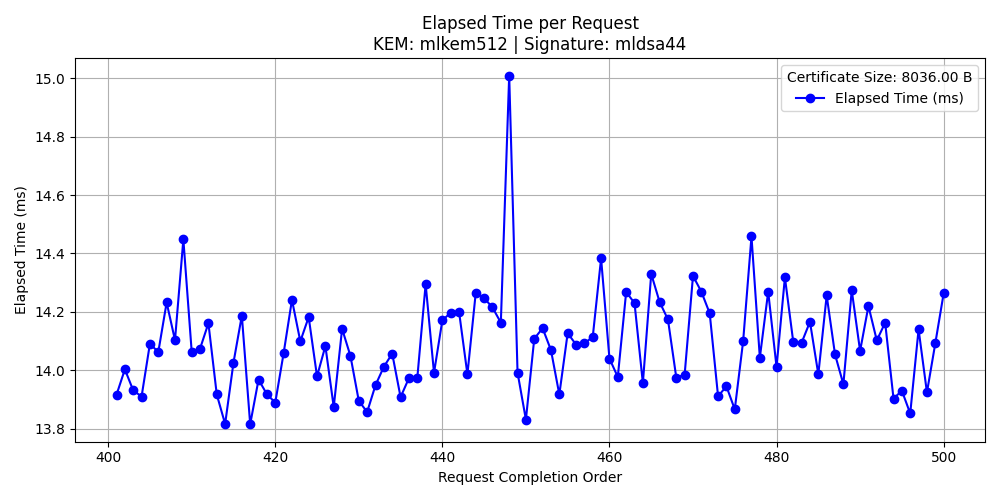 Elapsed Time per Request
KEM: mlkem512 | Signature: mldsa44
Certificate Size: 8036.00 B
Elapsed Time (ms)
Elapsed Time (ms)
15.0
14.8
14.6
14.4
14.2
14.0
13.8
400
420
440
460
480
500
Request Completion Order